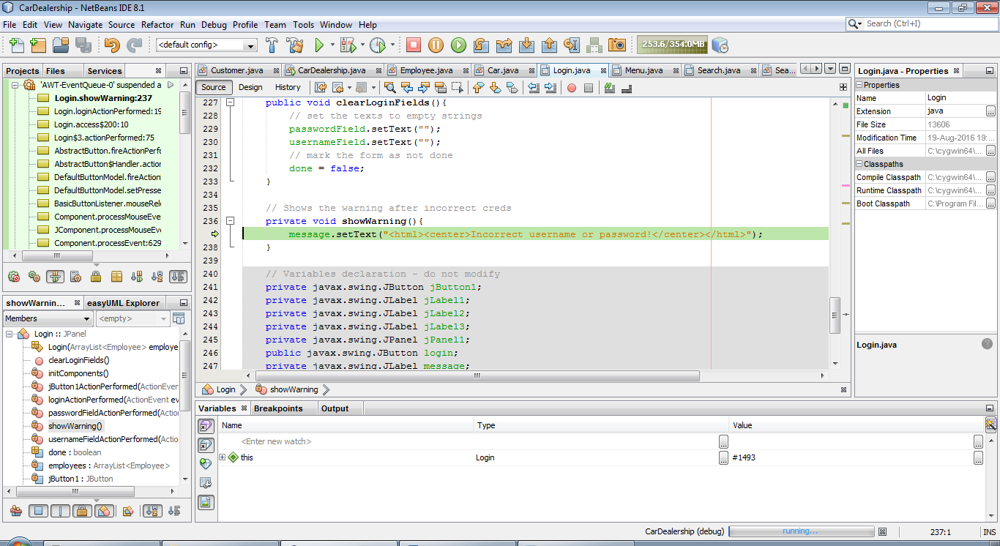 CarDealership - NetBeans IDE 8.1
File Edit View Navigate Source Refactor Run Debug Profile Team Tools Window Help
Search (Ctrl+I)
<default config>
253.6/354.0MB
Projects Files Services
'AWT-EventQueue-0' suspended a
Login.showWarning:237
Login.loginActionPerformed:19
Login.access$200:10
Login$3.actionPerformed:75
AbstractButton.fireActionPerfo
AbstractButton$Handler.action
DefaultButtonModel.fireAction
DefaultButtonModel.setPresse
BasicButtonListener.mouseRele
Component.processMouseEve
JComponent.processMouseEv
Component.processEvent:629
showWarnin... easyUML Explorer
Members <empty>
Login :: JPanel
Login(ArrayList<Employee> employe
clearLoginFields()
initComponents()
jButton1ActionPerformed(ActionEven
loginActionPerformed(ActionEvent ev
passwordFieldActionPerformed(Actio
showWarning()
usernameFieldActionPerformed(Actio
done : boolean
employees : ArrayList<Employee>
jButton1 : JButton
Customer.java CarDealership.java Employee.java Car.java Login.java Menu.java Search.java Sea...
Source Design History
227 public void clearLoginFields(){
228 // set the texts to empty strings
229 passwordField.setText("");
230 usernameField.setText("");
231 // mark the form as not done
232 done = false;
233 }
234
235 // Shows the warning after incorrect creds
236 private void showWarning(){
message.setText("<html><center>Incorrect username or password!</center></html>");
238 }
239
240 // Variables declaration - do not modify
241 private javax.swing.JButton jButton1;
242 private javax.swing.JLabel jLabel1;
243 private javax.swing.JLabel jLabel2;
244 private javax.swing.JLabel jLabel3;
245 private javax.swing.JPanel jPanel1;
246 public javax.swing.JButton login;
247 private javax.swing.JLabel message;
Login showWarning
Variables Breakpoints Output
Name Type Value
<Enter new watch>
this Login #1493
Login.java - Properties
Properties
Name Login
Extension java
File Size 13606
Modification Time 19-Aug-2016 19:...
All Files C:\cygwin64\...
Classpaths
Compile Classpath C:\cygwin64\...
Runtime Classpath C:\cygwin64\...
Boot Classpath C:\Program Fil...
Login.java
CarDealership (debug) running... 237:1 INS